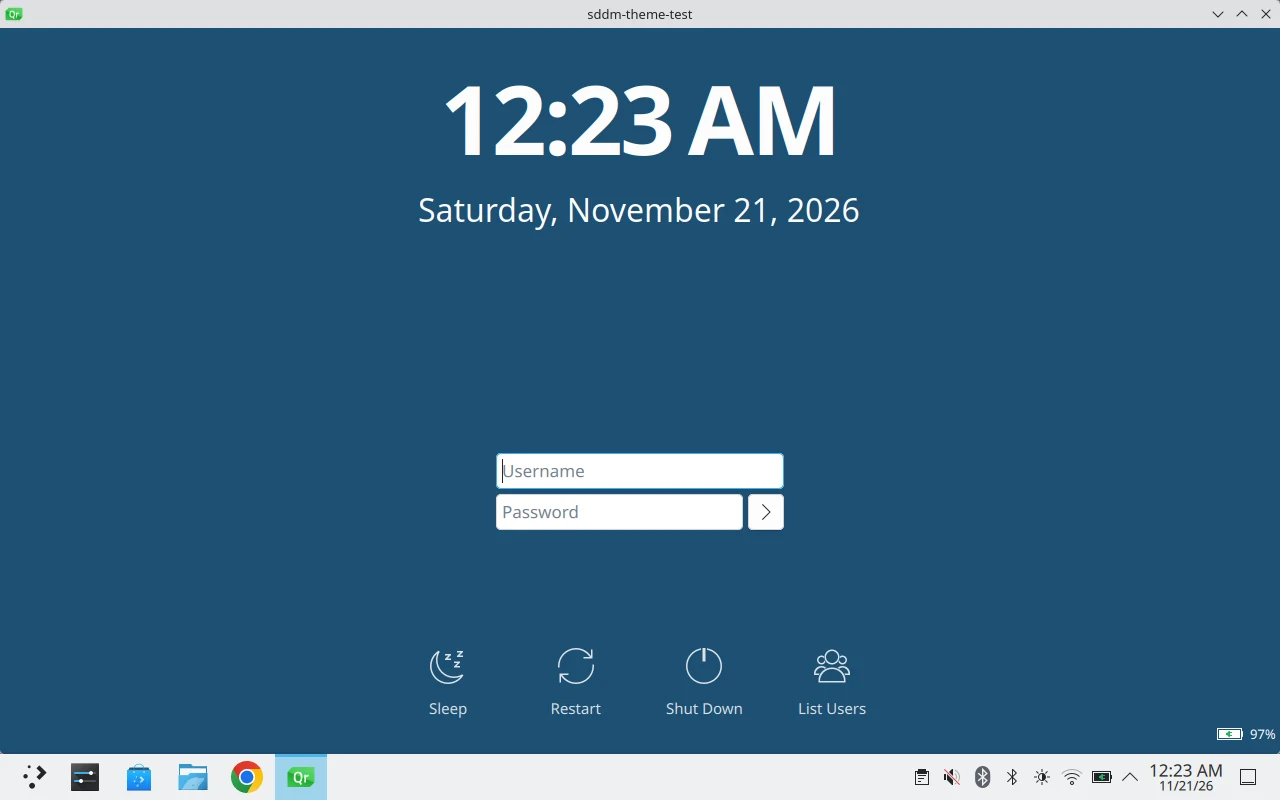 sddm-theme-test
12:23 AM
Saturday, November 21, 2026
Username
Password
Sleep
Restart
Shut Down
List Users
97%
Qr
12:23 AM
11/21/26